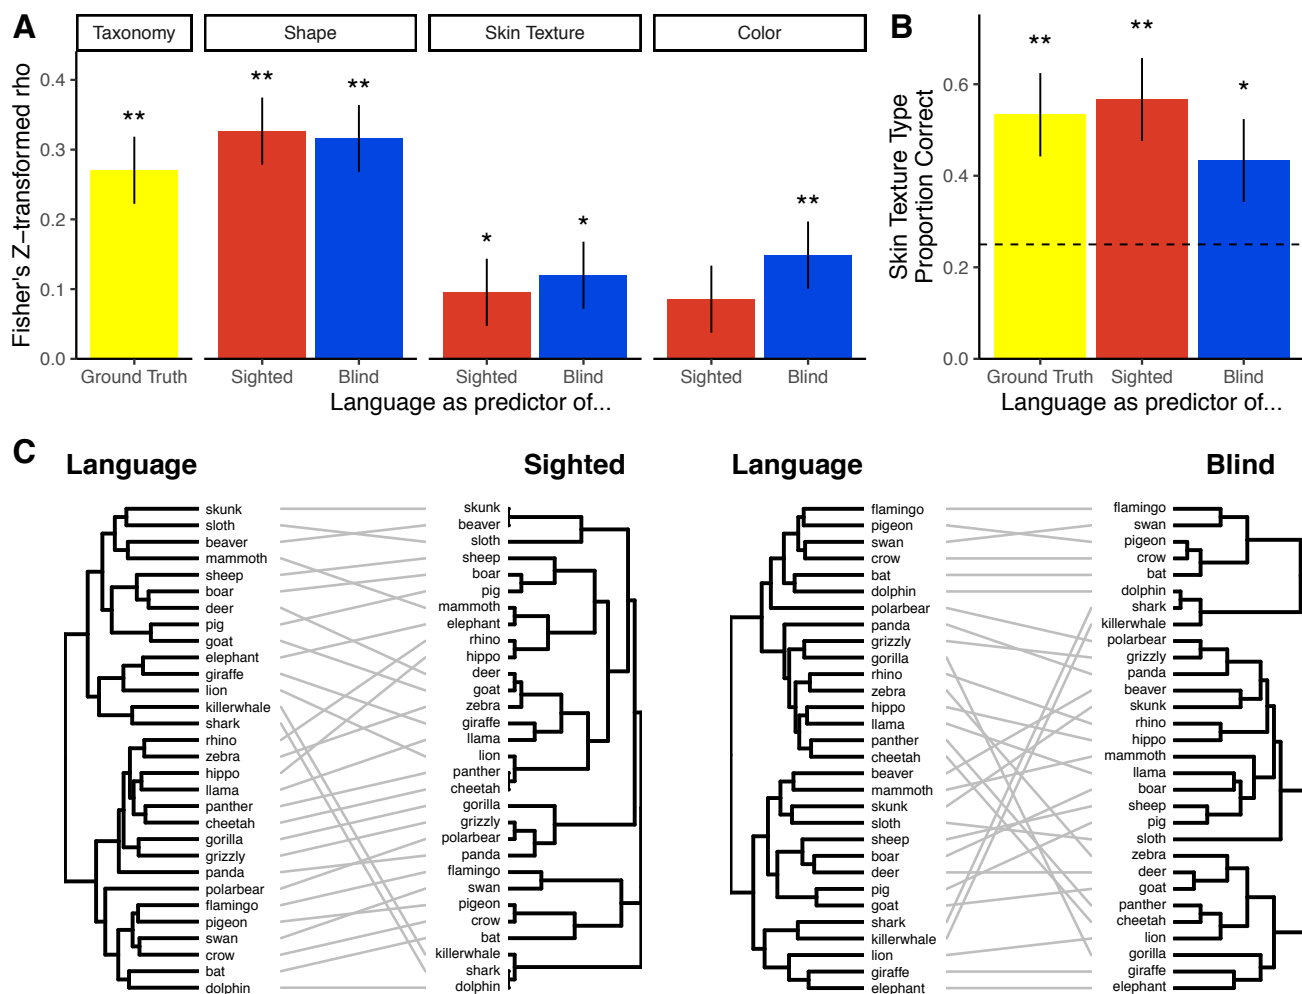 A
Taxonomy
Shape
Skin Texture
Color
Fisher's Z−transformed rho
0.4
0.3
0.2
0.1
0.0
**
**
**
*
*
**
Ground Truth
Sighted
Blind
Sighted
Blind
Sighted
Blind
Language as predictor of...
B
Skin Texture Type
Proportion Correct
0.6
0.4
0.2
0.0
**
**
*
Ground Truth
Sighted
Blind
Language as predictor of...
C
Language
skunk
sloth
beaver
mammoth
sheep
boar
deer
pig
goat
elephant
giraffe
lion
killerwhale
shark
rhino
zebra
hippo
llama
panther
cheetah
gorilla
grizzly
panda
polarbear
flamingo
pigeon
swan
crow
bat
dolphin
Sighted
skunk
beaver
sloth
sheep
boar
pig
mammoth
elephant
rhino
hippo
deer
goat
zebra
giraffe
llama
lion
panther
cheetah
gorilla
grizzly
polarbear
panda
flamingo
swan
pigeon
crow
bat
killerwhale
shark
dolphin
Language
flamingo
pigeon
swan
crow
bat
dolphin
polarbear
panda
grizzly
gorilla
rhino
zebra
hippo
llama
panther
cheetah
beaver
mammoth
skunk
sloth
sheep
boar
deer
pig
goat
shark
killerwhale
lion
giraffe
elephant
Blind
flamingo
swan
pigeon
crow
bat
dolphin
shark
killerwhale
polarbear
grizzly
panda
beaver
skunk
rhino
hippo
mammoth
llama
boar
sheep
pig
sloth
zebra
deer
goat
panther
cheetah
lion
gorilla
giraffe
elephant